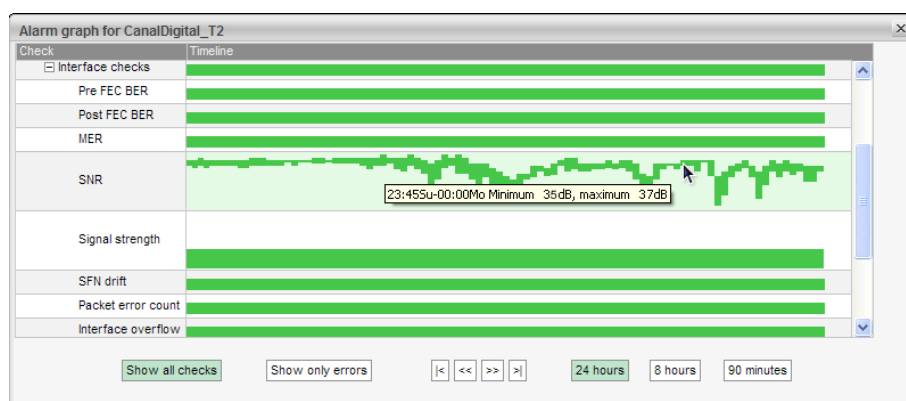 Alarm graph for CanalDigital_T2
Check Timeline
Interface checks
Pre FEC BER
Post FEC BER
MER
SNR
23:455u-00:00Mo Minimum 35dB, maximum 37dB
Signal strength
SFN drift
Packet error count
Interface overflow
Show all checks Show only errors |< << >> >| 24 hours 8 hours 90 minutes